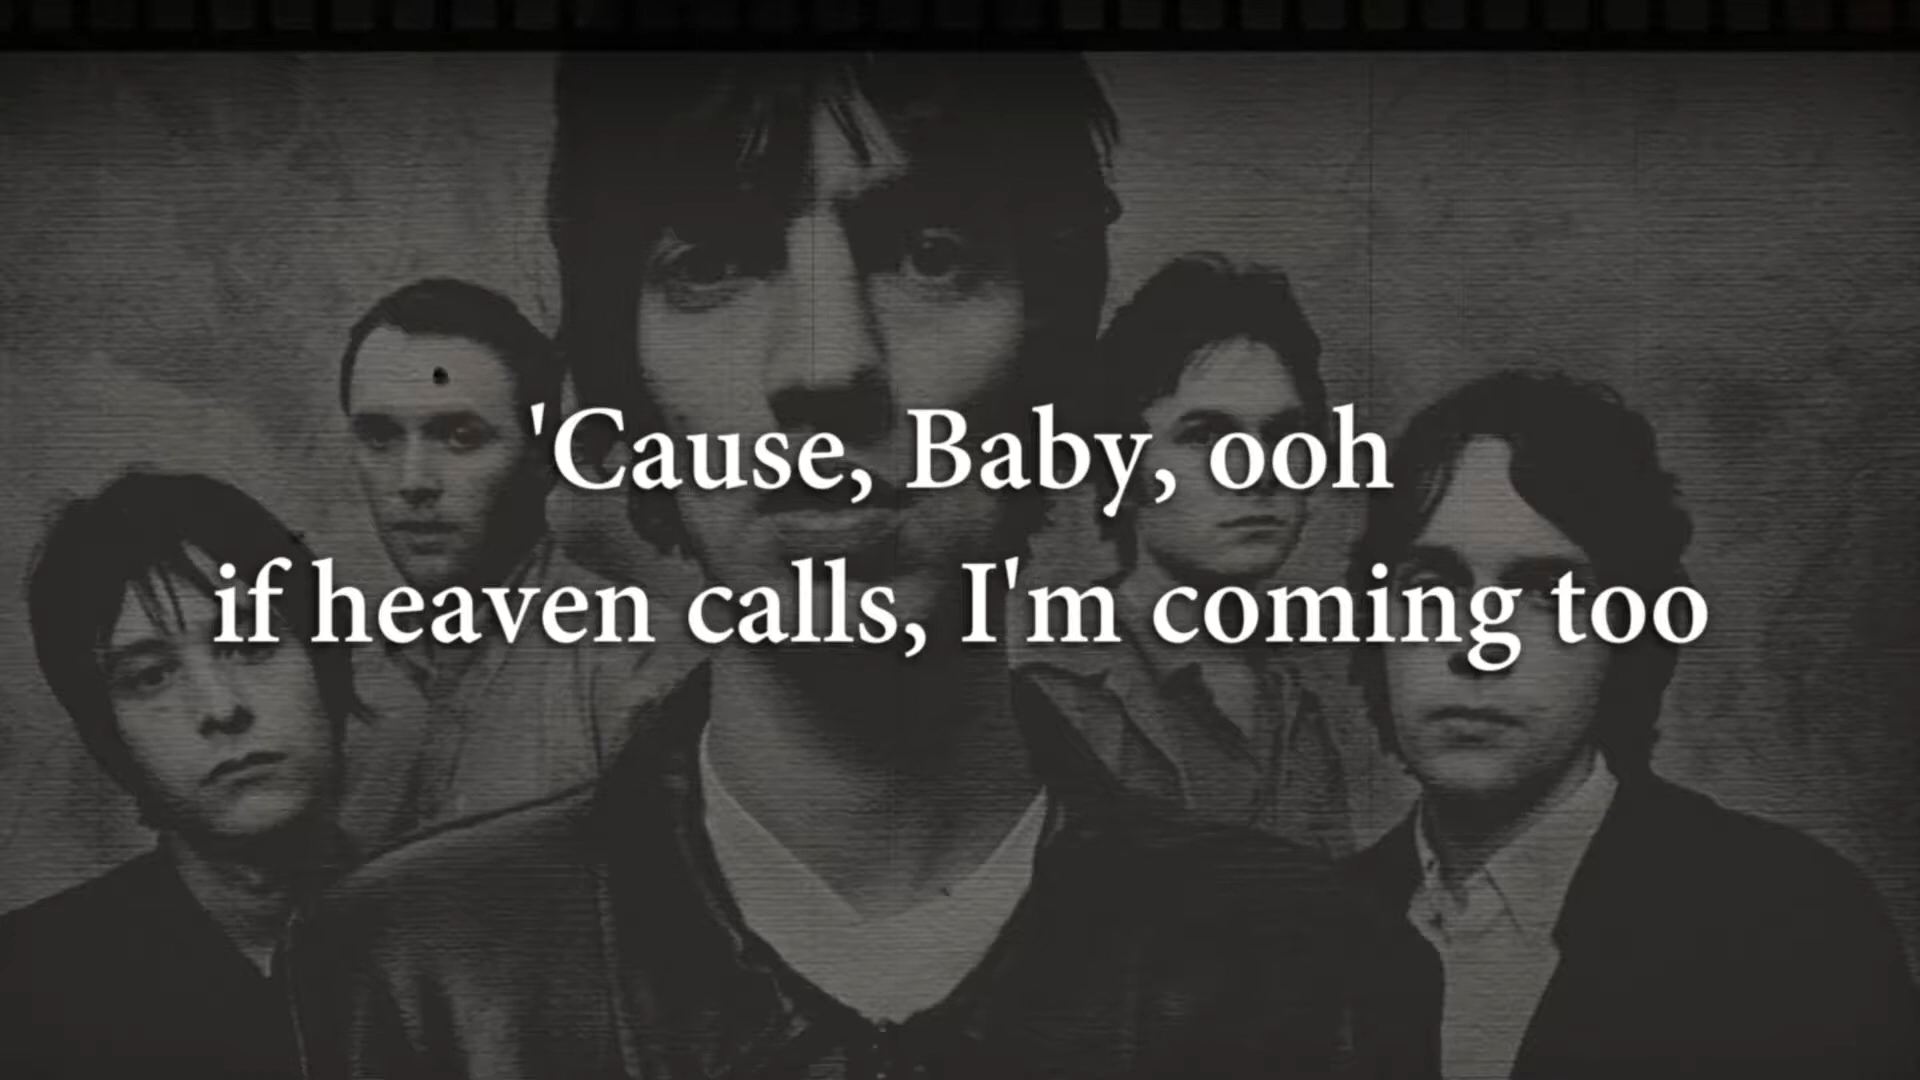 'Cause, Baby, ooh
if heaven calls, I'm coming too